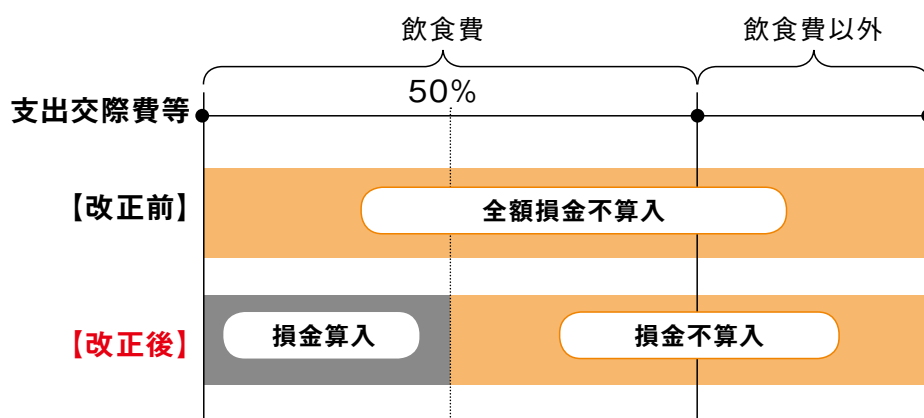 飲食費
飲食費以外
50%
支出交際費等
【改正前】
全額損金不算入
【改正後】
損金算入
損金不算入